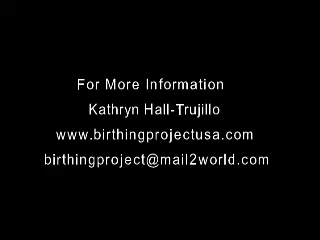 For More Information
Kathryn Hall-Trujillo
www.birthingprojectusa.com
birthingproject@mail2world.com